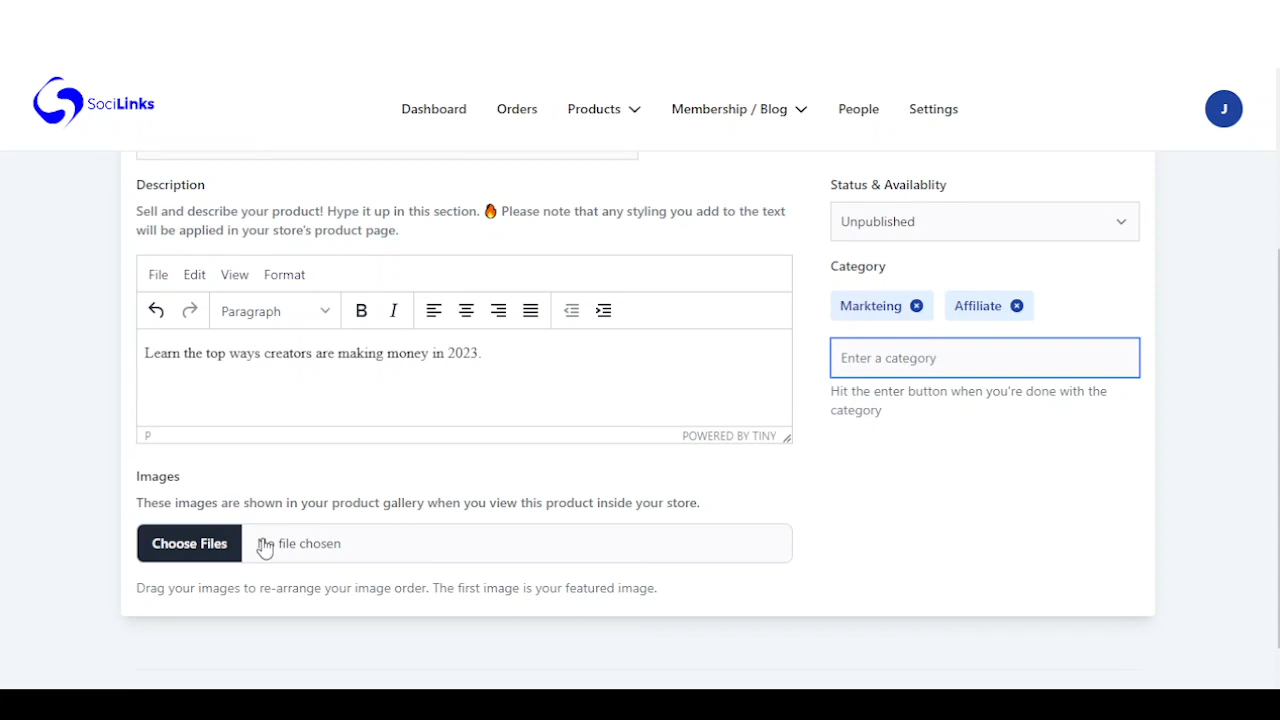 SociLinks
Dashboard Orders Products Membership / Blog People Settings J
Description
Sell and describe your product! Hype it up in this section. 🔥 Please note that any styling you add to the text
will be applied in your store's product page.
File Edit View Format
Paragraph B I
Learn the top ways creators are making money in 2023.
P POWERED BY TINY
Images
These images are shown in your product gallery when you view this product inside your store.
Choose Files No file chosen
Drag your images to re-arrange your image order. The first image is your featured image.
Status & Availablity
Unpublished
Category
Markteing Affiliate
Enter a category
Hit the enter button when you're done with the
category